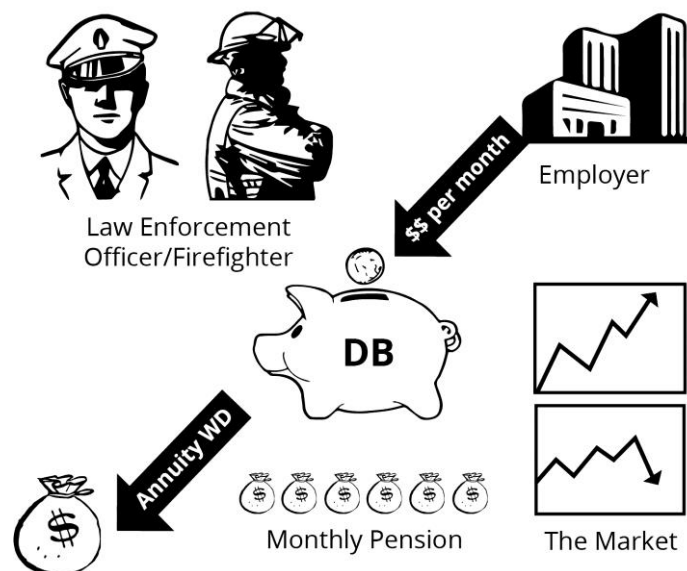 Law Enforcement
Officer/Firefighter
$$ per month
Employer
DB
Annuity WD
$
$ $ $ $ $ $
Monthly Pension
The Market